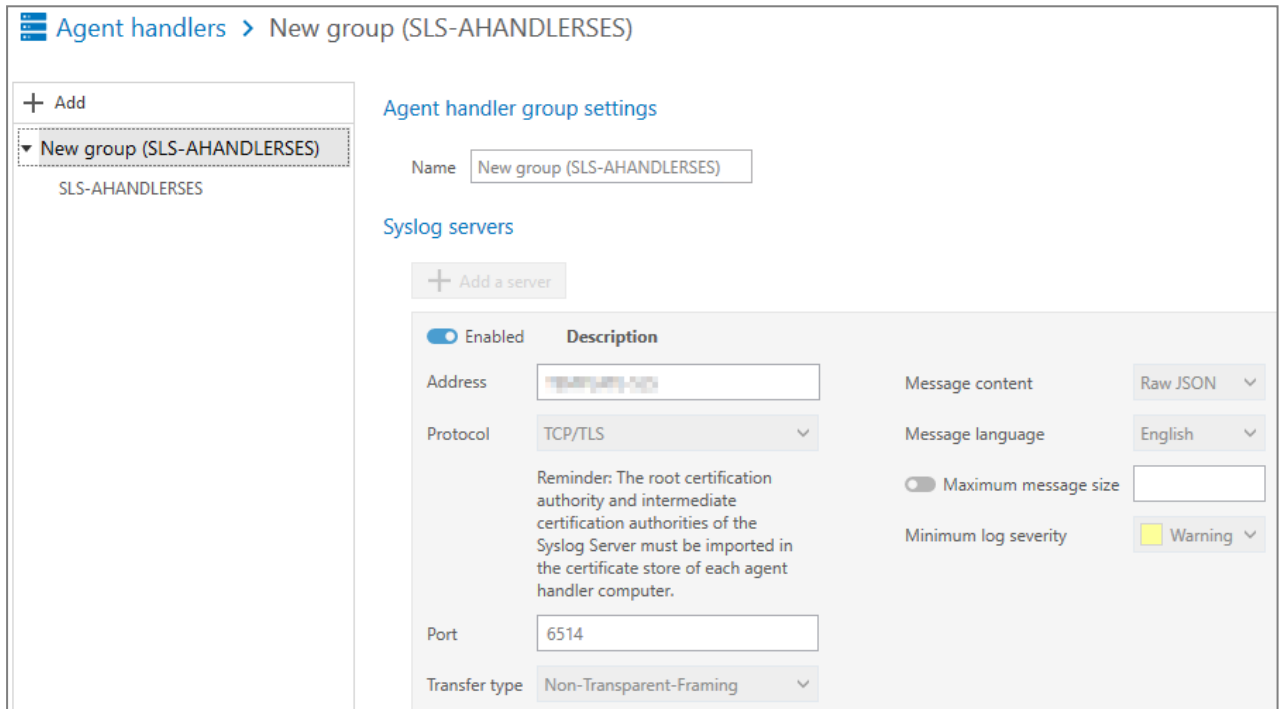 Agent handlers > New group (SLS-AHANDLERSES)
+ Add
New group (SLS-AHANDLERSES)
SLS-AHANDLERSES
Agent handler group settings
Name New group (SLS-AHANDLERSES)
Syslog servers
+ Add a server
Enabled Description
Address
Protocol TCP/TLS
Reminder: The root certification
authority and intermediate
certification authorities of the
Syslog Server must be imported in
the certificate store of each agent
handler computer.
Port 6514
Transfer type Non-Transparent-Framing
Message content Raw JSON
Message language English
Maximum message size
Minimum log severity Warning